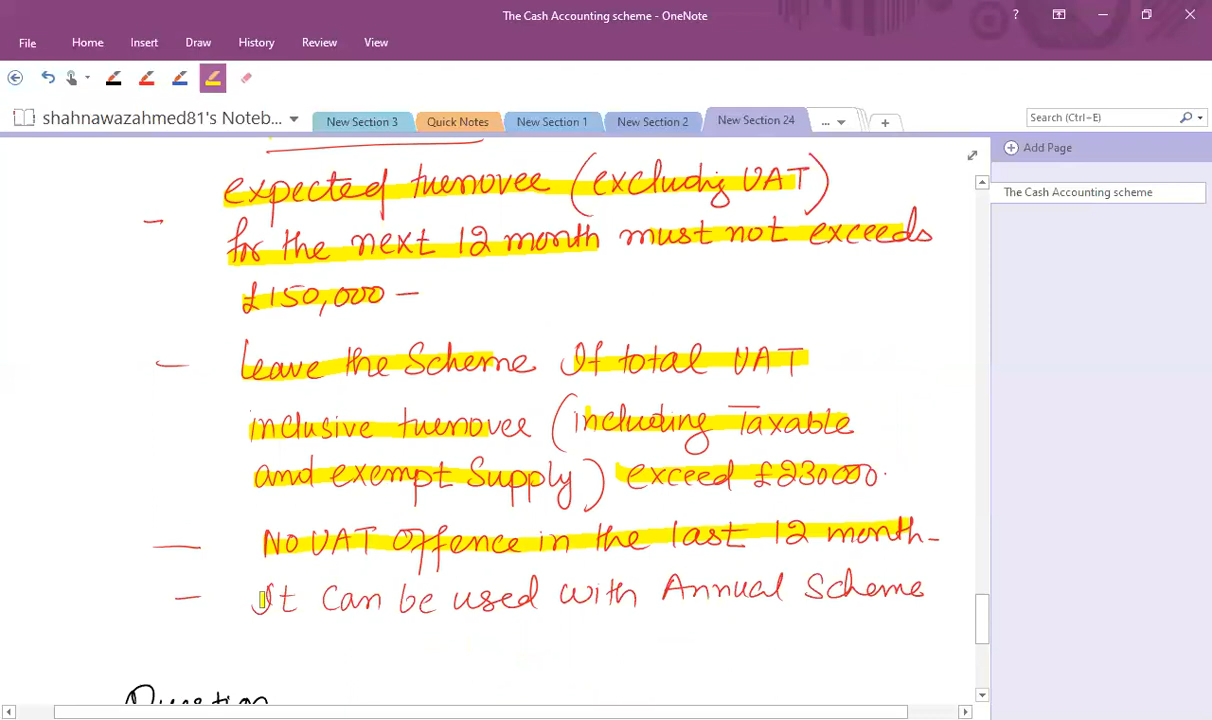 The Cash Accounting scheme - OneNote
?
File Home Insert Draw History Review View
shahnawazahmed81's Noteb... New Section 3 Quick Notes New Section 1 New Section 2 New Section 24 ... Search (Ctrl+E)
Add Page
The Cash Accounting scheme
- expected turnover (excluding VAT)
for the next 12 month must not exceeds
£150,000 -
- Leave the Scheme If total VAT
inclusive turnover (including Taxable
and exempt Supply) exceed £230000.
- No VAT Offence in the last 12 month-
- It can be used with Annual Scheme
Question